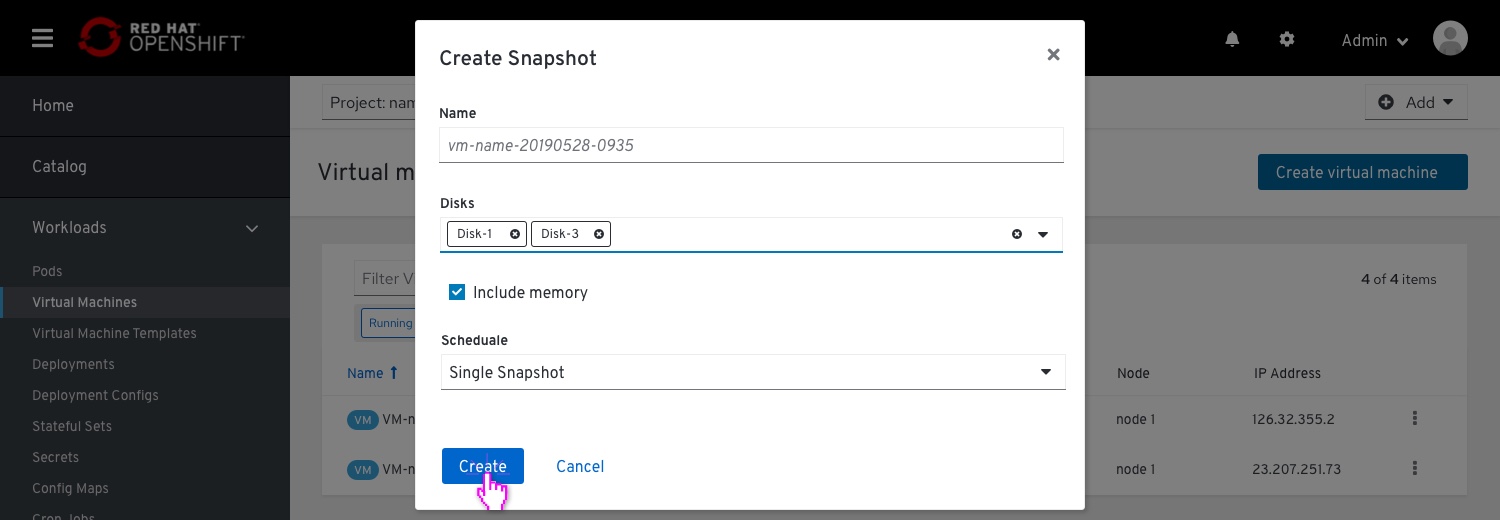 RED HAT
OPENSHIFT
Admin
Home
Catalog
Workloads
Pods
Virtual Machines
Virtual Machine Templates
Deployments
Deployment Configs
Stateful Sets
Secrets
Config Maps
Cron Jobs
Project: nam
Add
Virtual m
Create virtual machine
Filter V
4 of 4 items
Running
Name
Node
IP Address
VM VM-n
node 1
126.32.355.2
VM VM-n
node 1
23.207.251.73
Create Snapshot
Name
vm-name-20190528-0935
Disks
Disk-1
Disk-3
Include memory
Scheduale
Single Snapshot
Create
Cancel